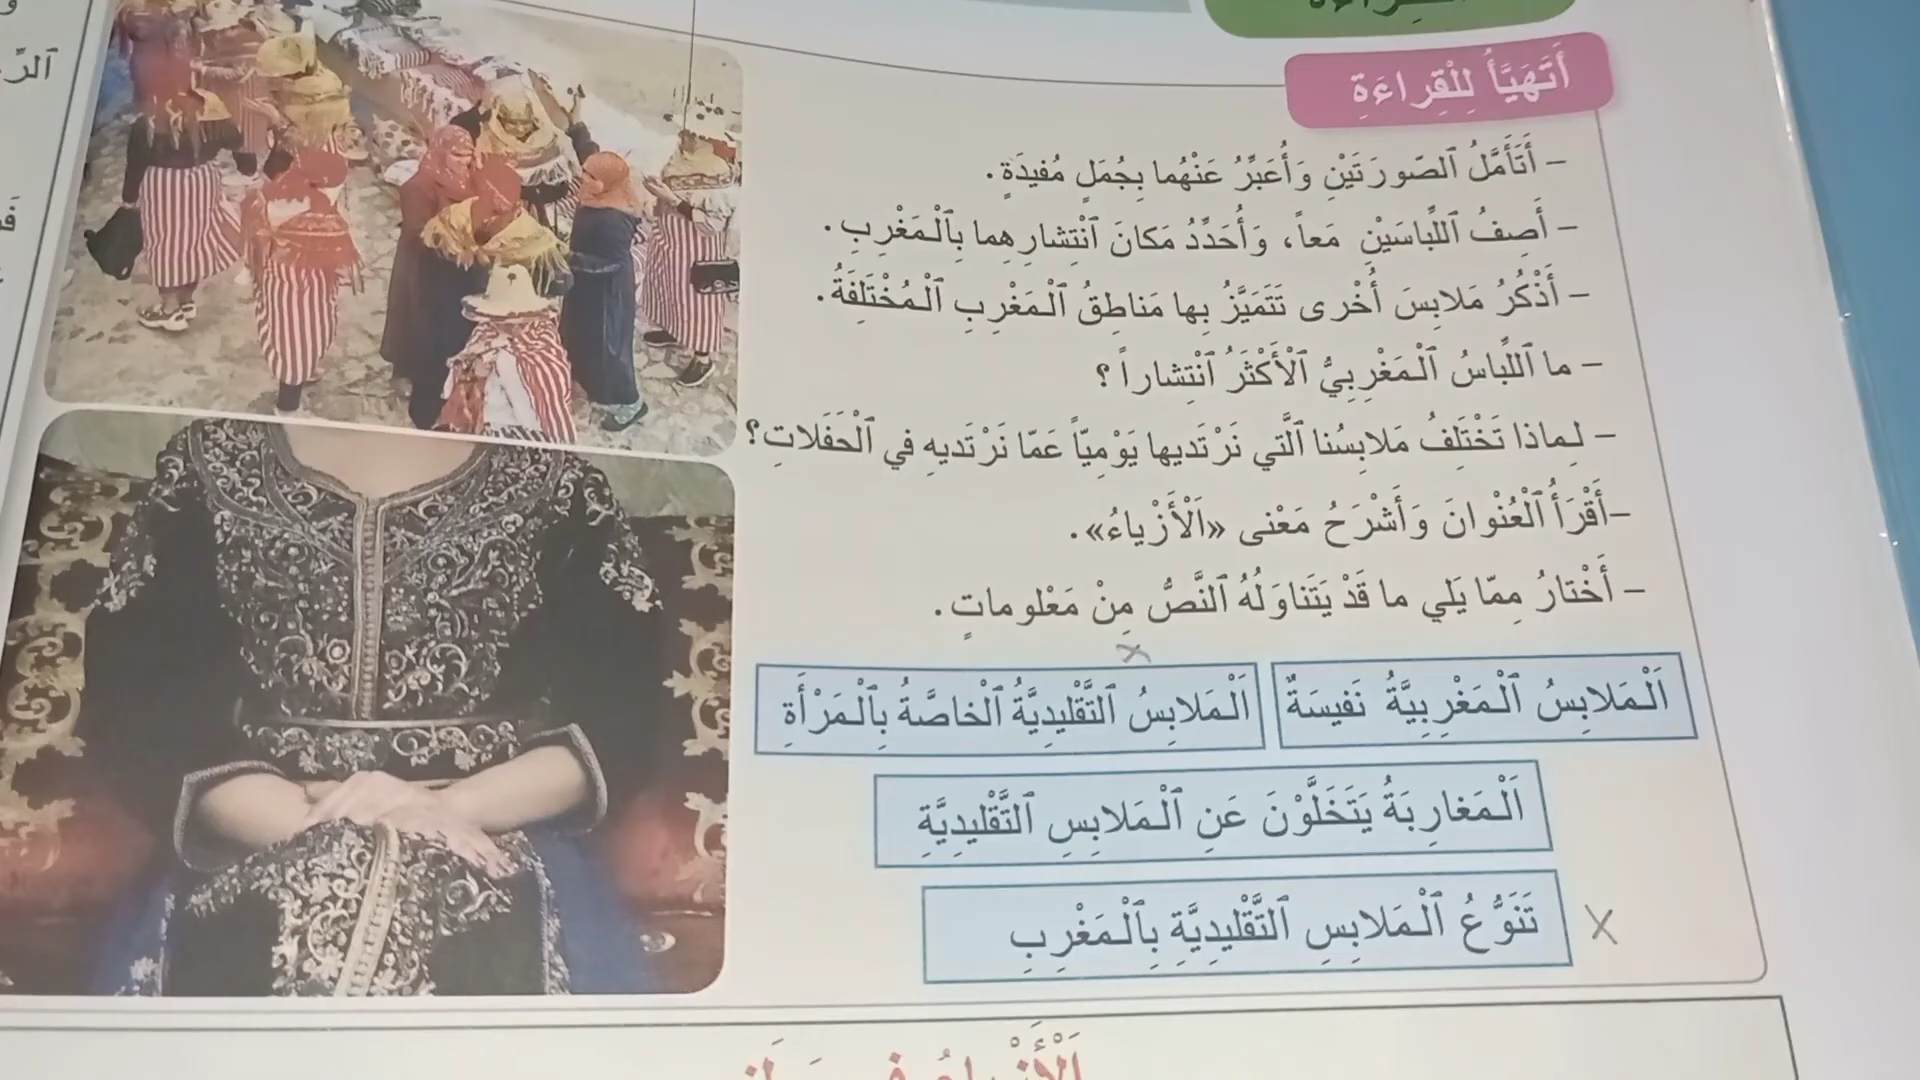 أَتَهَيَّأُ لِلْقِراءَةِ
– أَتَأَمَّلُ ٱلصّورَتَيْنِ وَأُعَبِّرُ عَنْهُما بِجُمَلٍ مُفيدَةٍ.
– أَصِفُ ٱللِّباسَيْنِ مَعاً، وَأُحَدِّدُ مَكانَ ٱنْتِشارِهِما بِٱلْمَغْرِبِ.
– أَذْكُرُ مَلابِسَ أُخْرى تَتَمَيَّزُ بِها مَناطِقُ ٱلْمَغْرِبِ ٱلْمُخْتَلِفَةُ.
– ما ٱللِّباسُ ٱلْمَغْرِبِيُّ ٱلْأَكْثَرُ ٱنْتِشاراً ؟
– لِماذا تَخْتَلِفُ مَلابِسُنا ٱلَّتي نَرْتَديها يَوْمِيّاً عَمّا نَرْتَديهِ في ٱلْحَفَلاتِ؟
–أَقْرَأُ ٱلْعُنْوانَ وَأَشْرَحُ مَعْنى «اَلْأَزْياءُ».
– أَخْتارُ مِمّا يَلي ما قَدْ يَتَناوَلُهُ ٱلنَّصُّ مِنْ مَعْلوماتٍ.
اَلْمَلابِسُ ٱلْمَغْرِبِيَّةُ نَفيسَةٌ
اَلْمَلابِسُ ٱلتَّقْليدِيَّةُ ٱلْخاصَّةُ بِٱلْمَرْأَةِ
اَلْمَغارِبَةُ يَتَخَلَّوْنَ عَنِ ٱلْمَلابِسِ ٱلتَّقْليدِيَّةِ
تَنَوُّعُ ٱلْمَلابِسِ ٱلتَّقْليدِيَّةِ بِٱلْمَغْرِبِ